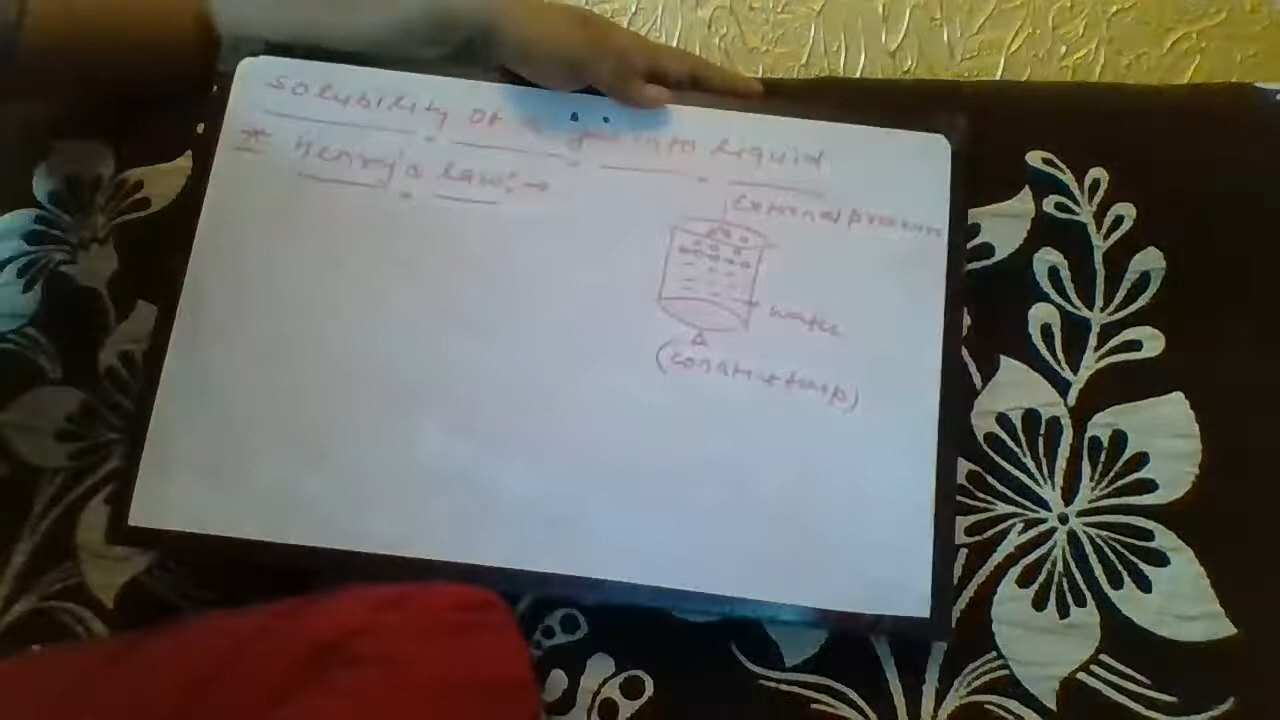 solubility of into liquid
* Henry's law:→
External pressure
water
(constant temp)